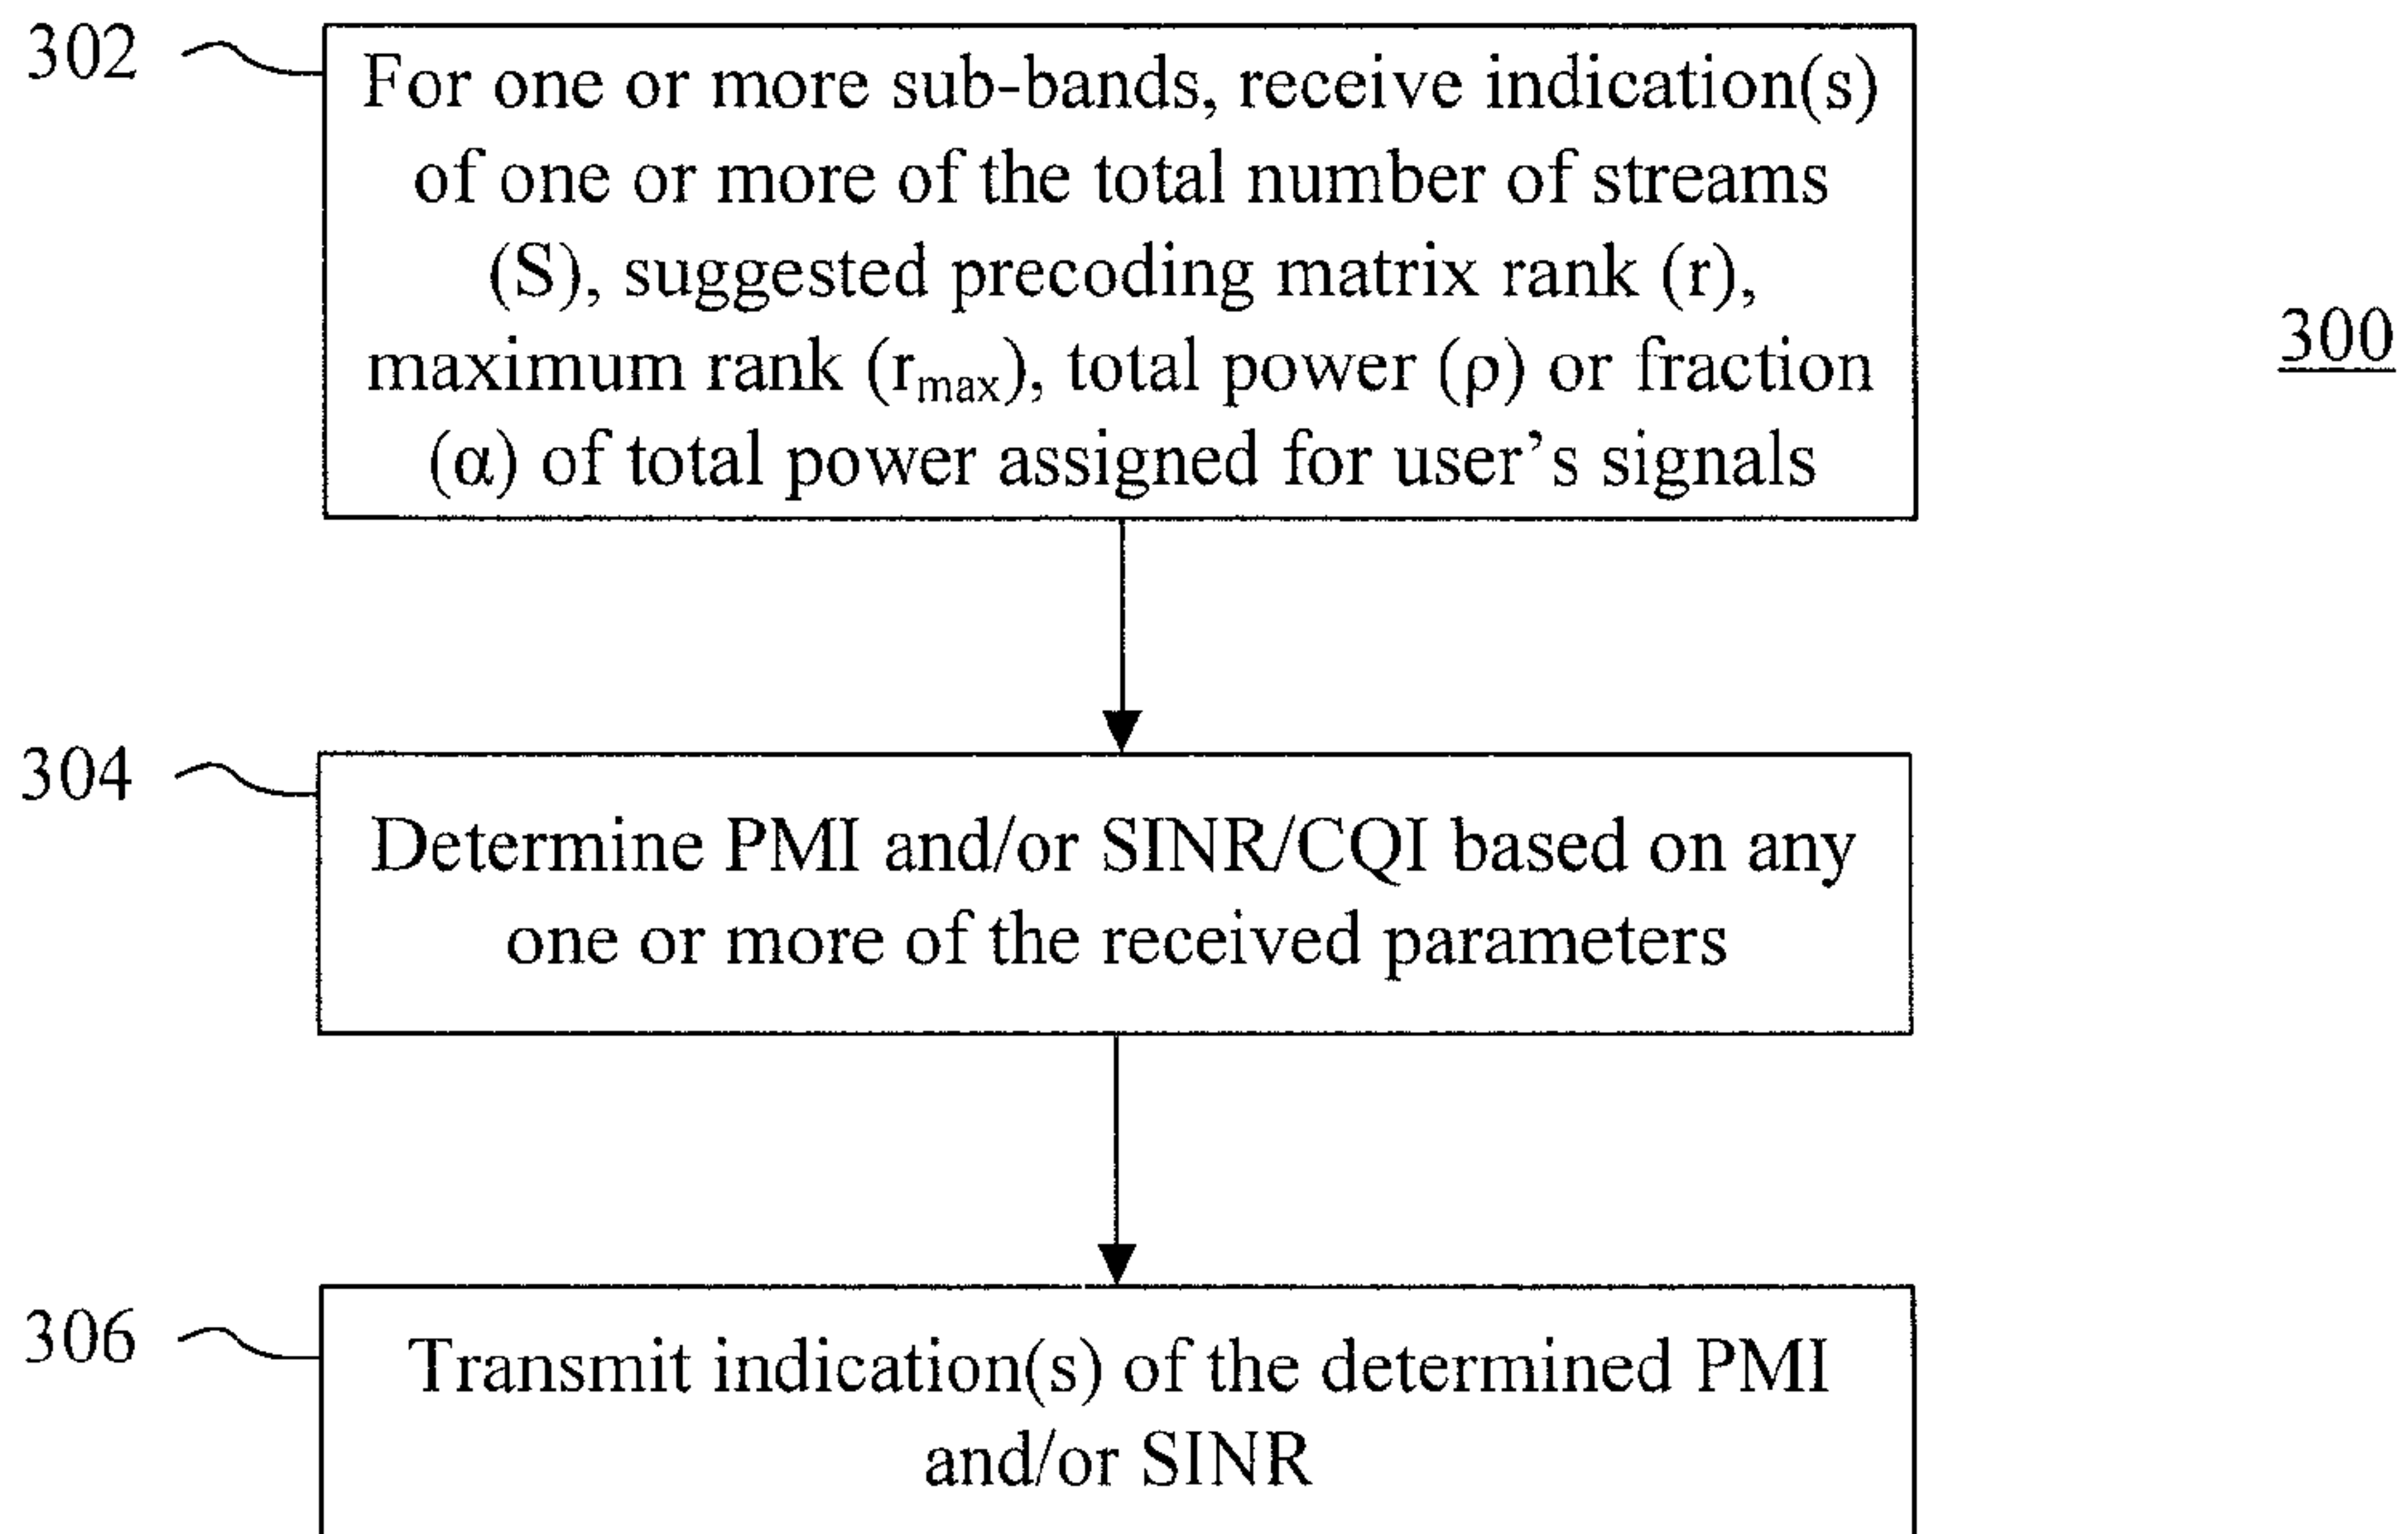 302
For one or more sub-bands, receive indication(s)
of one or more of the total number of streams
(S), suggested precoding matrix rank (r),
maximum rank (rmax), total power (ρ) or fraction
(α) of total power assigned for user’s signals
300
304
Determine PMI and/or SINR/CQI based on any
one or more of the received parameters
306
Transmit indication(s) of the determined PMI
and/or SINR